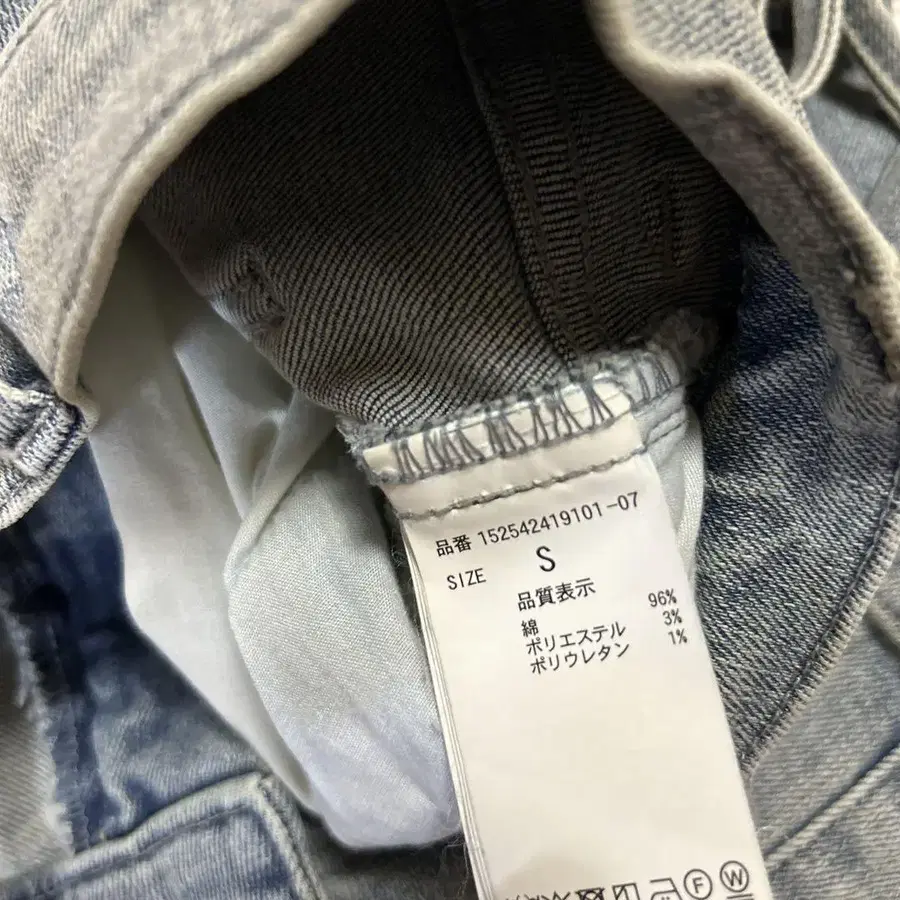 品番 152542419101-07
SIZE S
品質表示
綿 96%
ポリエステル 3%
ポリウレタン 1%
F W